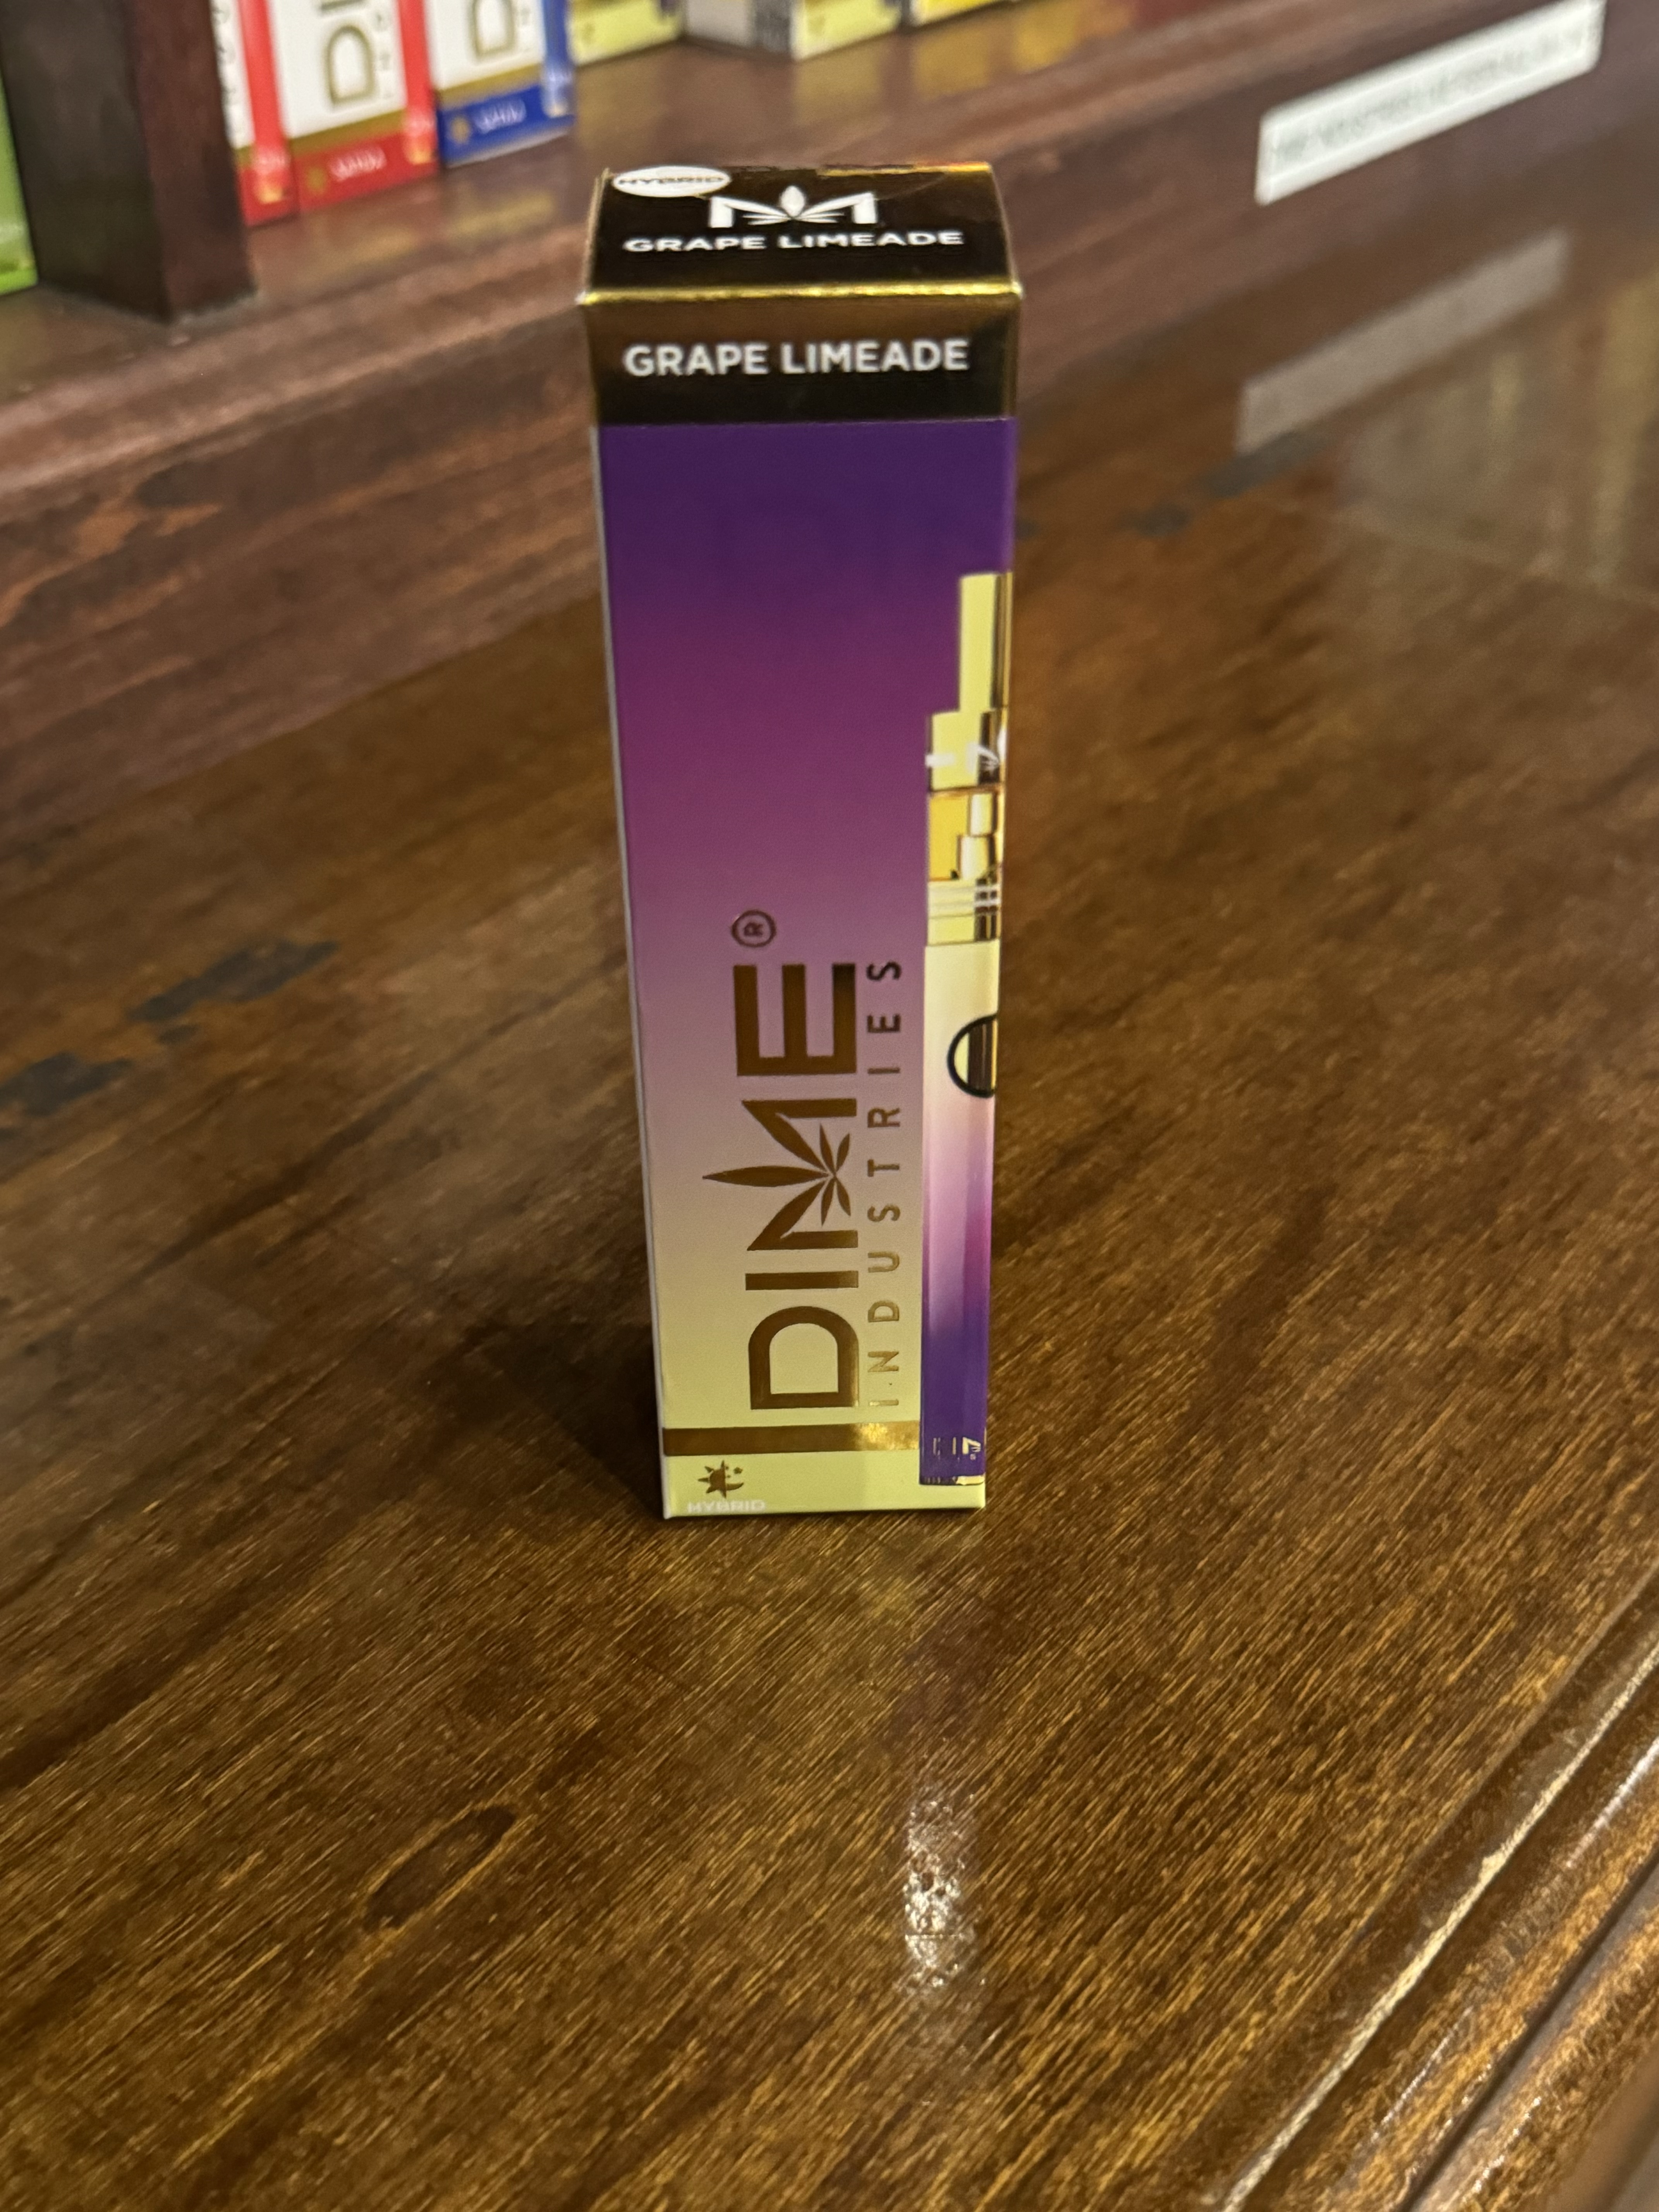 HYBRID
GRAPE LIMEADE
GRAPE LIMEADE
DIME®
INDUSTRIES
HYBRID